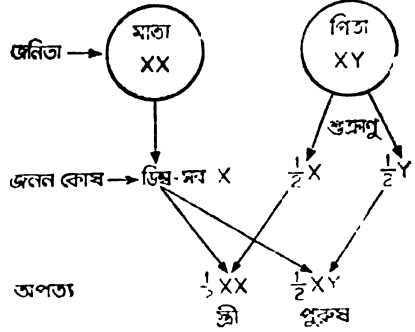 মাতা পিতা
জনিতা XX XY
শুক্রাণু
জনন কোষ ডিম্ব-সব X ½X ½Y
অপত্য ½XX ½XY
স্ত্রী পুরুষ